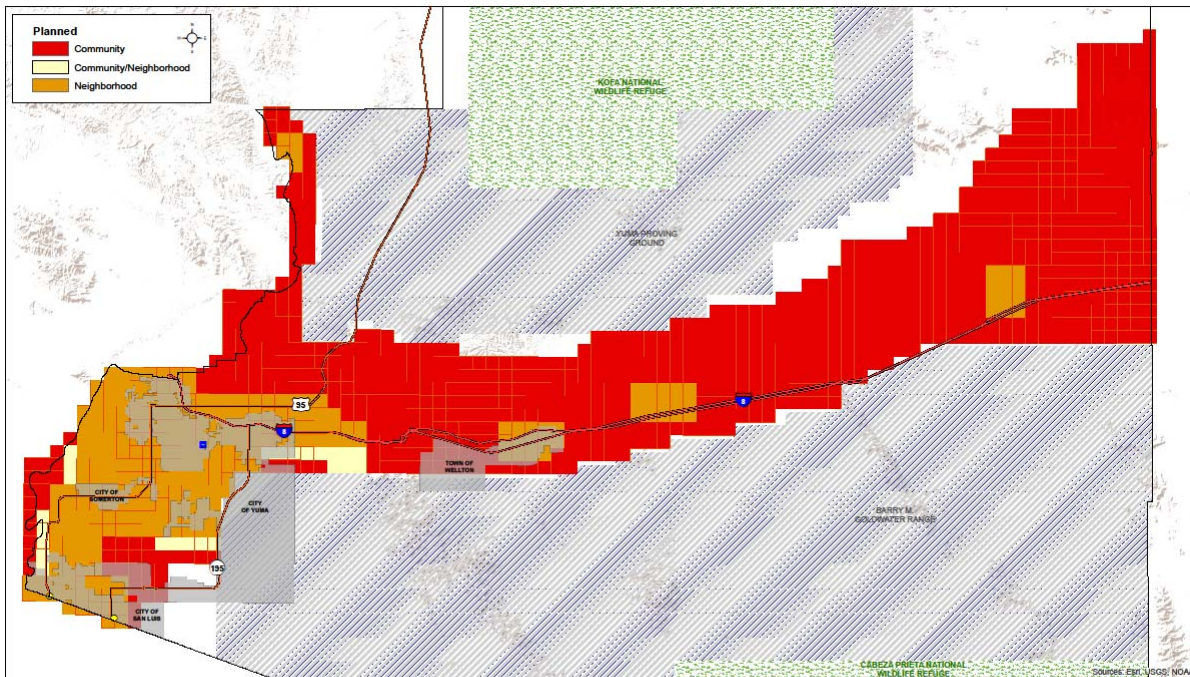 Planned
Community
Community/Neighborhood
Neighborhood
N
E
S
KOFA NATIONAL
WILDLIFE REFUGE
YUMA PROVING
GROUND
95
8
8
TOWN OF
WELLTON
CITY OF
SOMERTON
CITY
OF YUMA
BARRY M.
GOLDWATER RANGE
195
CITY OF
SAN LUIS
CABEZA PRIETA NATIONAL
WILDLIFE REFUGE
Sources: Esri, USGS, NOAA